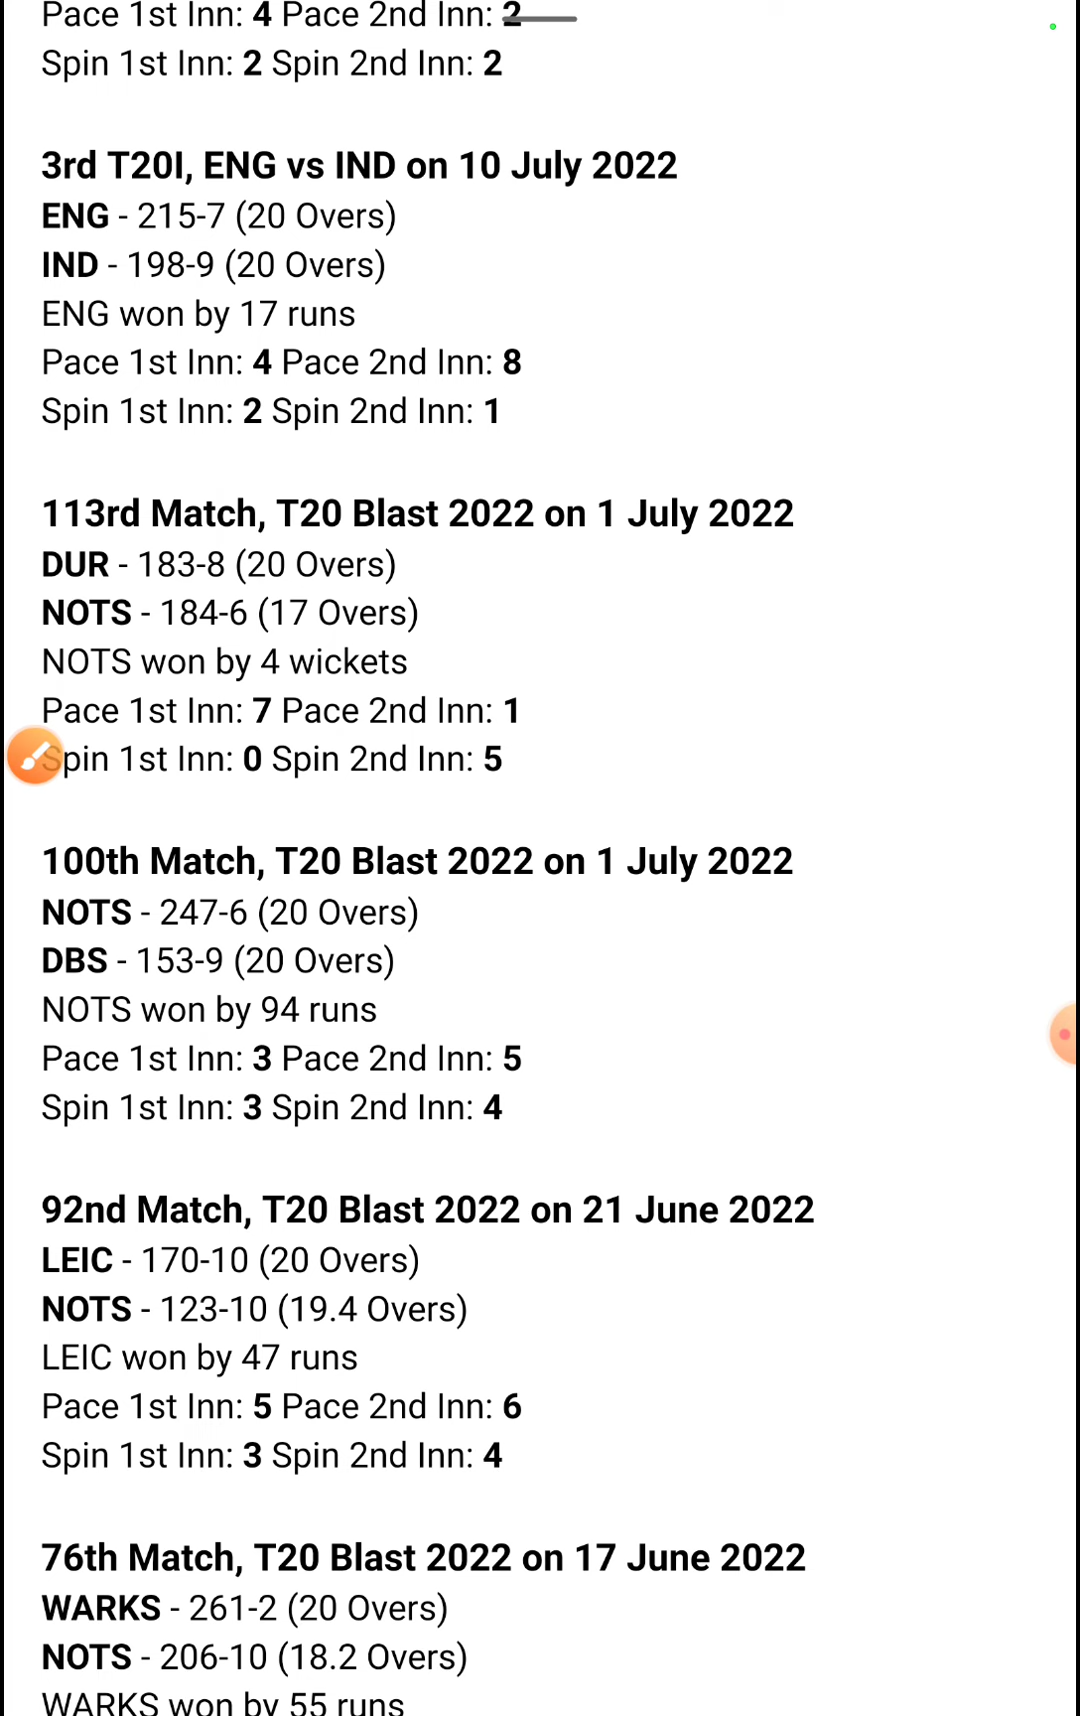 Pace 1st Inn: 4 Pace 2nd Inn: 2
Spin 1st Inn: 2 Spin 2nd Inn: 2
3rd T20I, ENG vs IND on 10 July 2022
ENG - 215-7 (20 Overs)
IND - 198-9 (20 Overs)
ENG won by 17 runs
Pace 1st Inn: 4 Pace 2nd Inn: 8
Spin 1st Inn: 2 Spin 2nd Inn: 1
113rd Match, T20 Blast 2022 on 1 July 2022
DUR - 183-8 (20 Overs)
NOTS - 184-6 (17 Overs)
NOTS won by 4 wickets
Pace 1st Inn: 7 Pace 2nd Inn: 1
Spin 1st Inn: 0 Spin 2nd Inn: 5
100th Match, T20 Blast 2022 on 1 July 2022
NOTS - 247-6 (20 Overs)
DBS - 153-9 (20 Overs)
NOTS won by 94 runs
Pace 1st Inn: 3 Pace 2nd Inn: 5
Spin 1st Inn: 3 Spin 2nd Inn: 4
92nd Match, T20 Blast 2022 on 21 June 2022
LEIC - 170-10 (20 Overs)
NOTS - 123-10 (19.4 Overs)
LEIC won by 47 runs
Pace 1st Inn: 5 Pace 2nd Inn: 6
Spin 1st Inn: 3 Spin 2nd Inn: 4
76th Match, T20 Blast 2022 on 17 June 2022
WARKS - 261-2 (20 Overs)
NOTS - 206-10 (18.2 Overs)
WARKS won by 55 runs